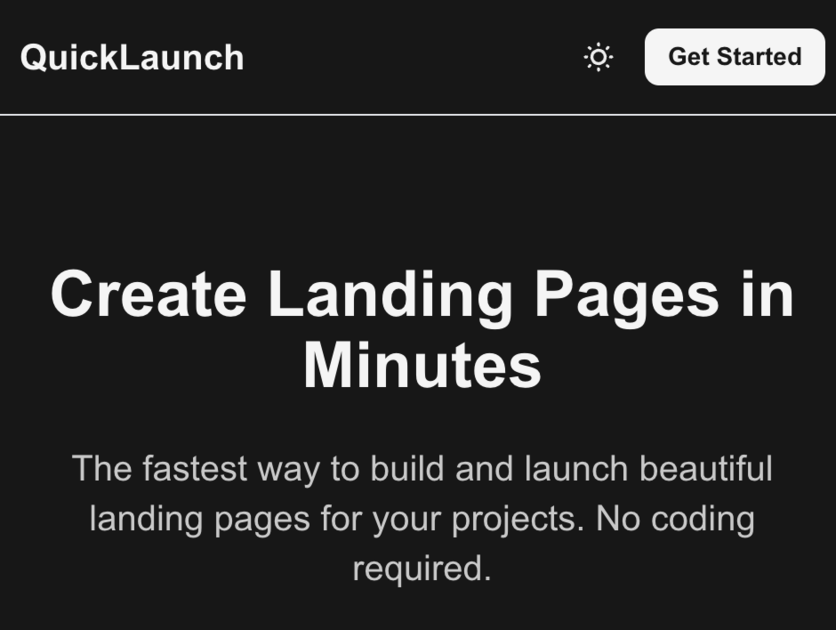 QuickLaunch
Get Started
Create Landing Pages in
Minutes
The fastest way to build and launch beautiful
landing pages for your projects. No coding
required.